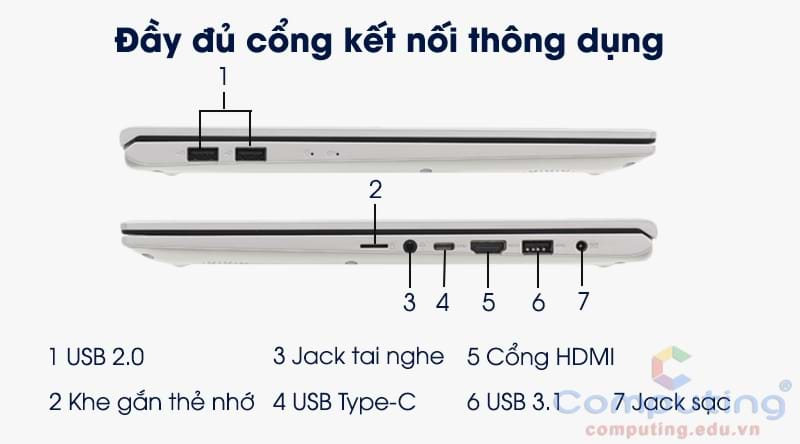 Đầy đủ cổng kết nối thông dụng
1
2
3 4 5 6 7
1 USB 2.0 3 Jack tai nghe 5 Cổng HDMI
2 Khe gắn thẻ nhớ 4 USB Type-C 6 USB 3.1 7 Jack sạc
Computing®
computing.edu.vn